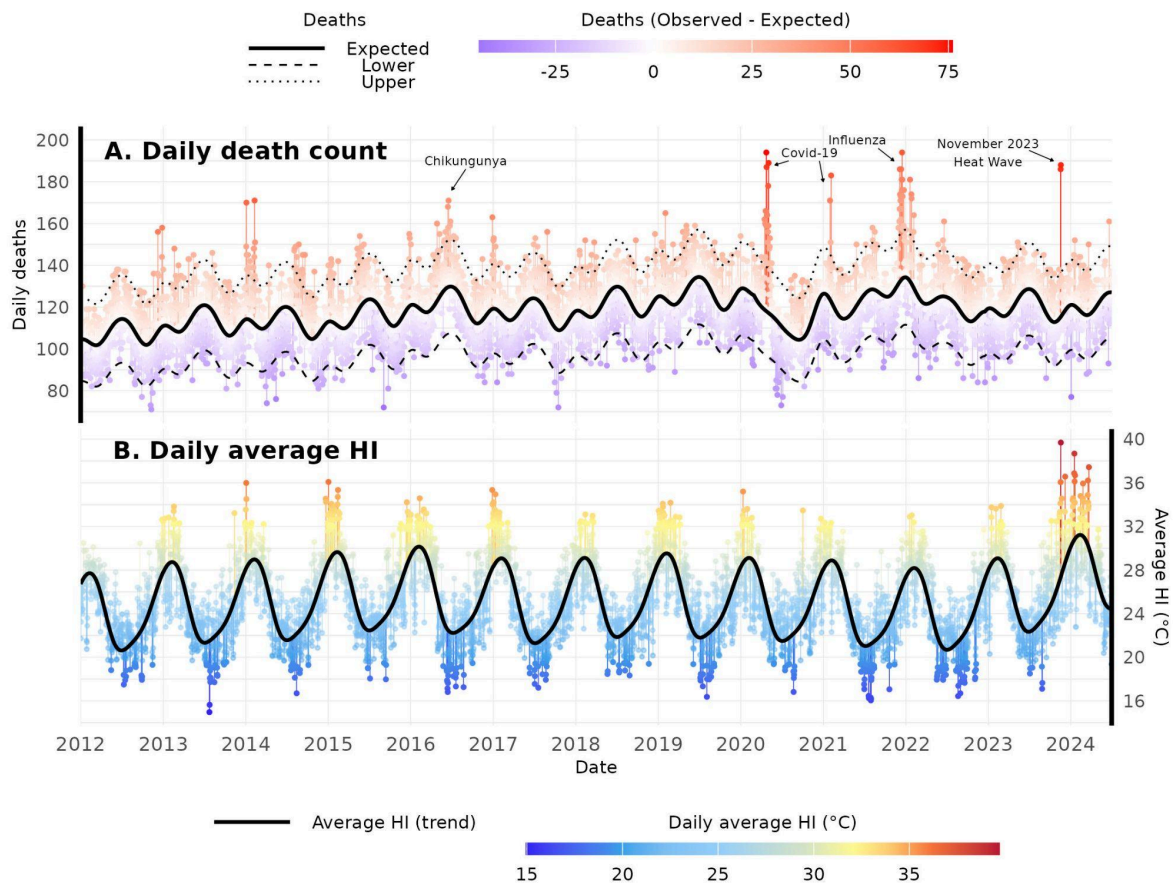 Deaths
Expected
Lower
Upper
Deaths (Observed - Expected)
-25 0 25 50 75
A. Daily death count
Daily deaths
200
180
160
140
120
100
80
Chikungunya
Covid-19
Influenza
November 2023
Heat Wave
B. Daily average HI
40
36
32
28
24
20
16
Average HI (°C)
2012 2013 2014 2015 2016 2017 2018 2019 2020 2021 2022 2023 2024
Date
Average HI (trend)
Daily average HI (°C)
15 20 25 30 35